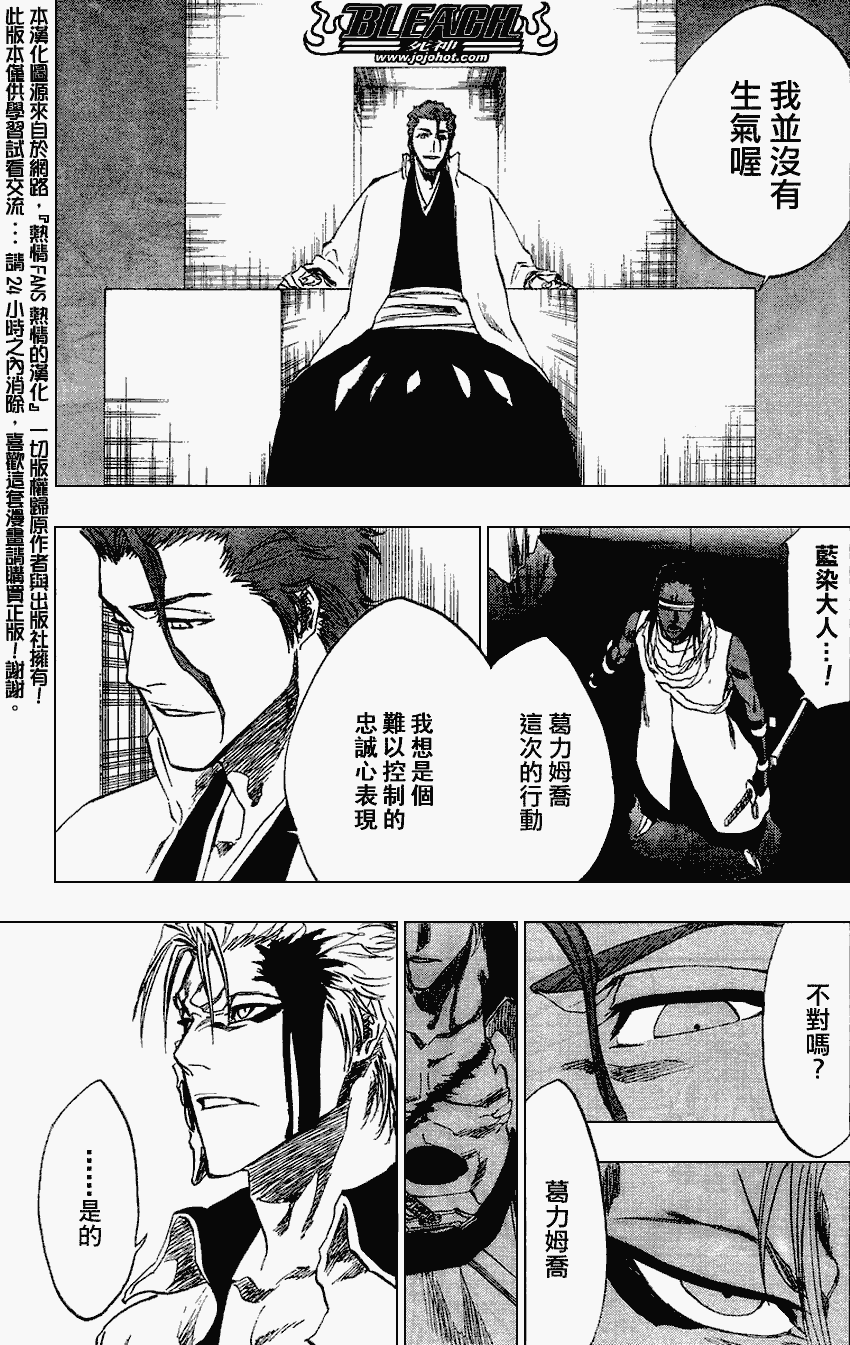 BLEACH
死神
www.jojohot.com
我並沒有
生氣喔
藍染大人…!
葛力姆喬
這次的行動
我想是個
難以控制的
忠誠心表現
不對嗎?
葛力姆喬
……是的
本漢化圖源來自於網路,『熱情FANS熱情的漢化』一切版權歸原作者與出版社擁有!
此版本僅供學習試看交流…請24小時之內消除,喜歡這套漫畫請購買正版!謝謝。